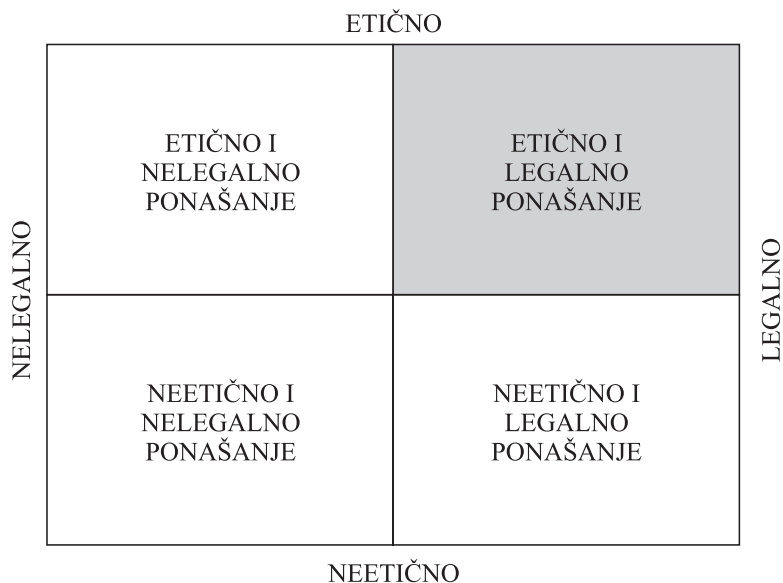 ETIČNO
ETIČNO I
NELEGALNO
PONAŠANJE
ETIČNO I
LEGALNO
PONAŠANJE
NELEGALNO
LEGALNO
NEETIČNO I
NELEGALNO
PONAŠANJE
NEETIČNO I
LEGALNO
PONAŠANJE
NEETIČNO